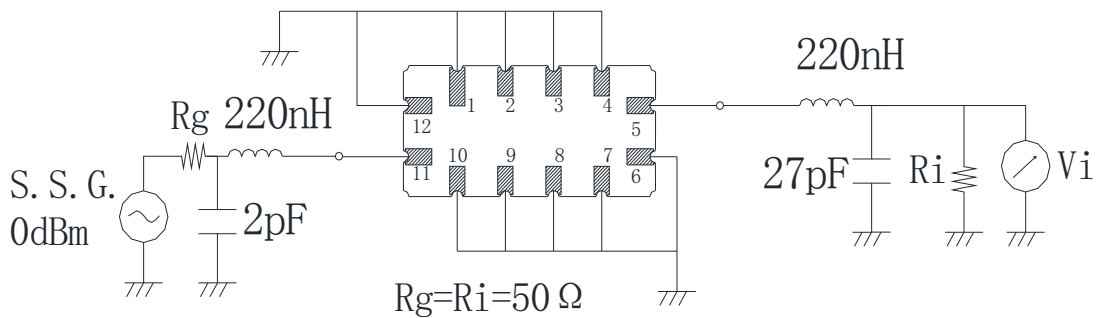 220nH
1 2 3 4
12 5
Rg 220nH
11 10 9 8 7 6
27pF Ri Vi
S. S. G.
0dBm
2pF
Rg=Ri=50Ω